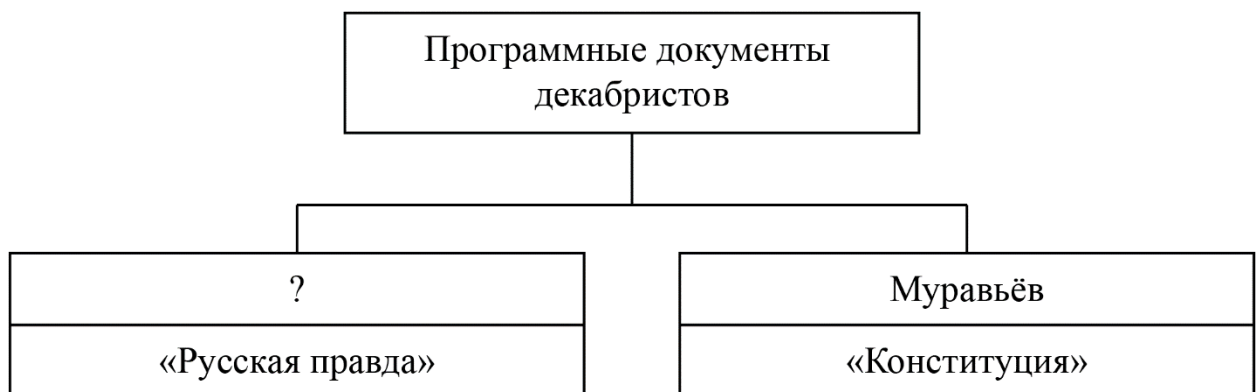 Программные документы
декабристов
?
Муравьёв
«Русская правда»
«Конституция»